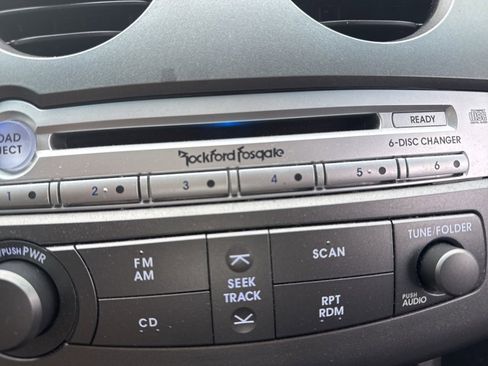 READY
OAD
JECT
Rockford Fosgate
6-DISC CHANGER
1 2 3 4 5 6
PUSH PWR
FM
AM
SEEK
TRACK
SCAN
TUNE/FOLDER
CD
RPT
RDM
PUSH
AUDIO